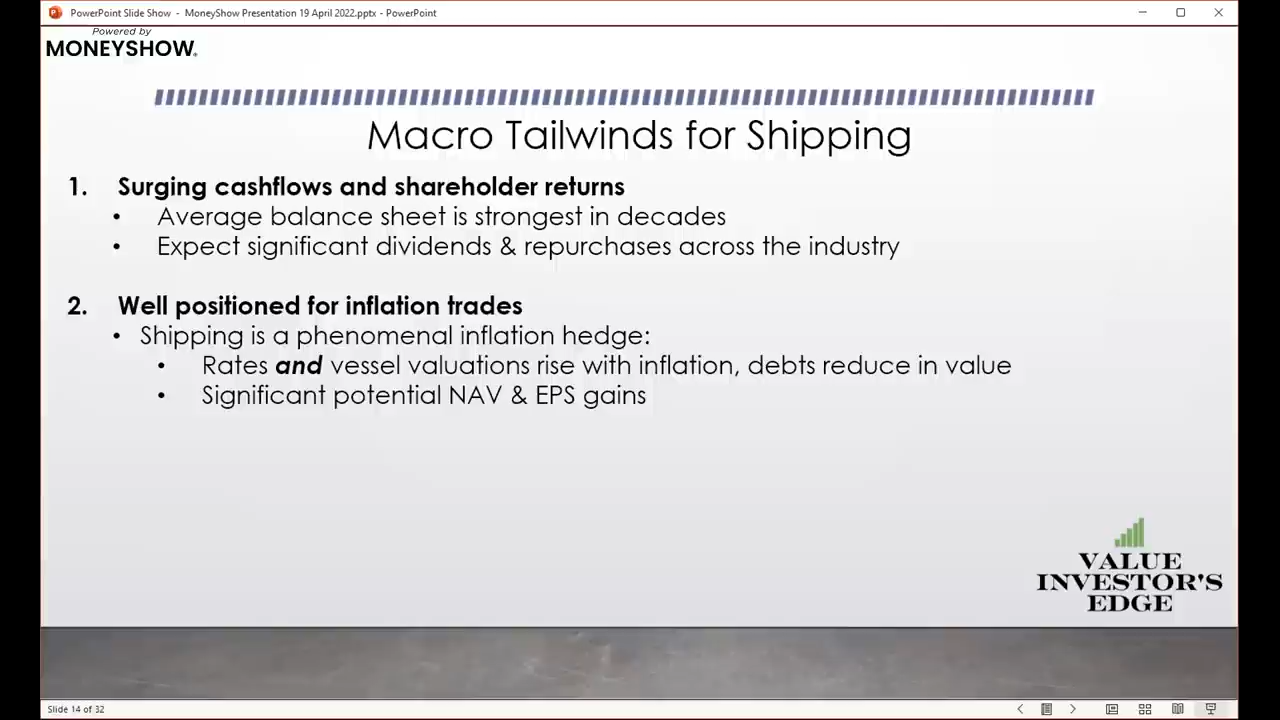 PowerPoint Slide Show - MoneyShow Presentation 19 April 2022.pptx - PowerPoint
Powered by
MONEYSHOW®
Macro Tailwinds for Shipping
1. Surging cashflows and shareholder returns
• Average balance sheet is strongest in decades
• Expect significant dividends & repurchases across the industry
2. Well positioned for inflation trades
• Shipping is a phenomenal inflation hedge:
• Rates and vessel valuations rise with inflation, debts reduce in value
• Significant potential NAV & EPS gains
VALUE
INVESTOR'S
EDGE
Slide 14 of 32